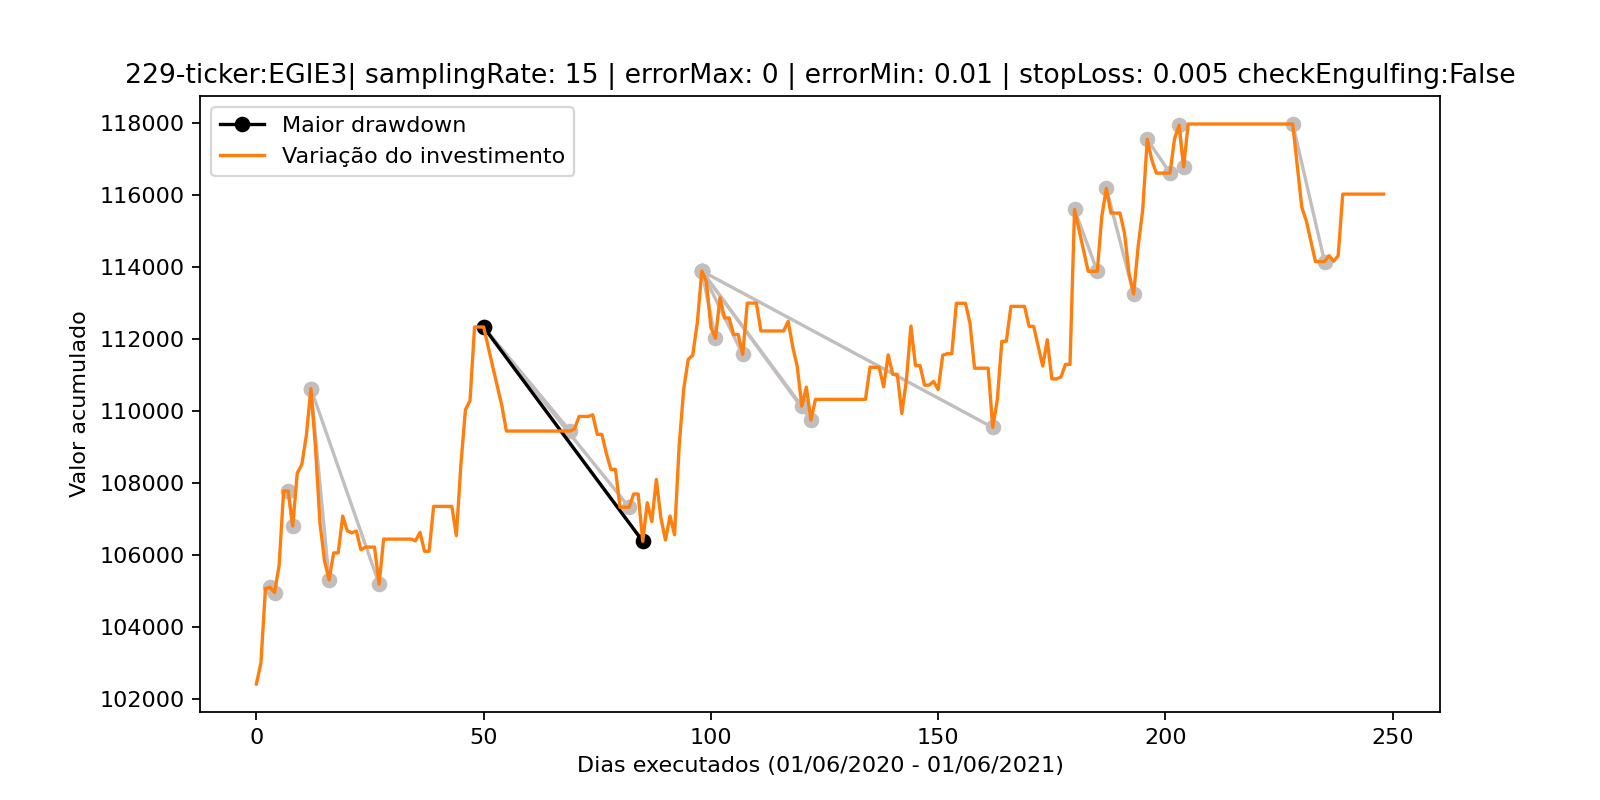 229-ticker:EGIE3| samplingRate: 15 | errorMax: 0 | errorMin: 0.01 | stopLoss: 0.005 checkEngulfing:False
Maior drawdown
Variação do investimento
118000
116000
114000
112000
110000
108000
106000
104000
102000
Valor acumulado
0 50 100 150 200 250
Dias executados (01/06/2020 - 01/06/2021)